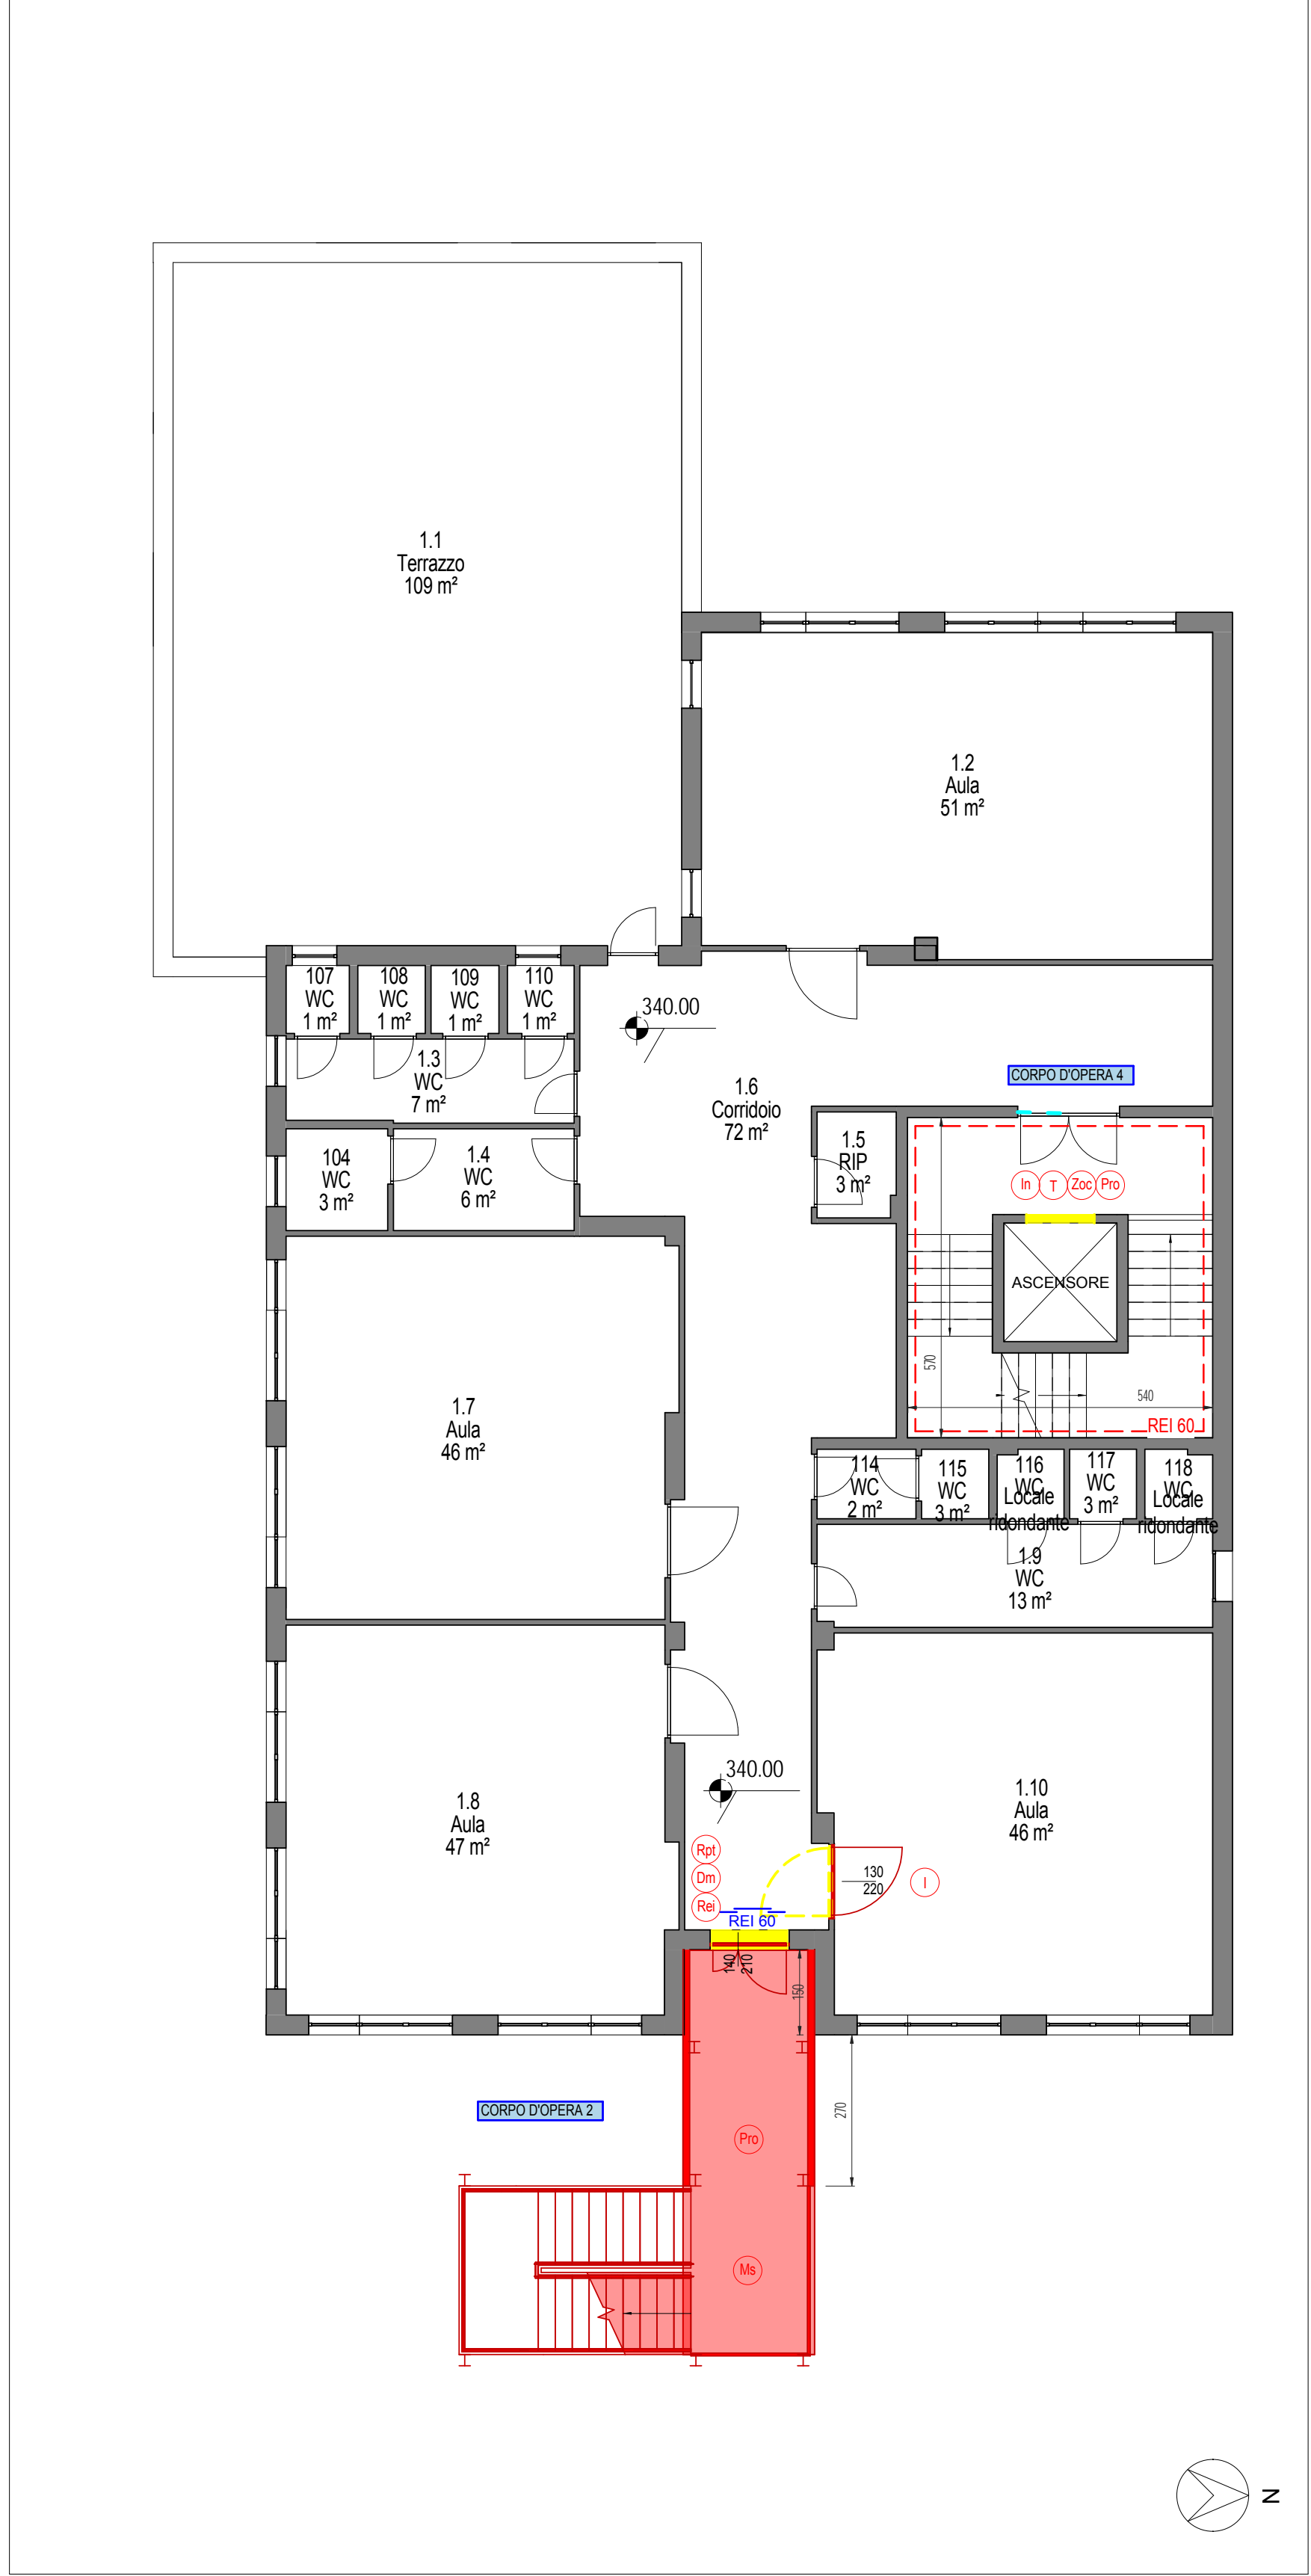 1.1
Terrazzo
109 m²
1.2
Aula
51 m²
107
WC
1 m²
108
WC
1 m²
109
WC
1 m²
110
WC
1 m²
340.00
1.3
WC
7 m²
CORPO D'OPERA 4
1.6
Corridoio
72 m²
1.5
RIP
3 m²
104
WC
3 m²
1.4
WC
6 m²
In
T
Zoc
Pro
ASCENSORE
570
540
REI 60
1.7
Aula
46 m²
114
WC
2 m²
115
WC
3 m²
116
WC
Locale
ridondante
117
WC
3 m²
118
WC
Locale
ridondante
1.9
WC
13 m²
340.00
1.8
Aula
47 m²
1.10
Aula
46 m²
Rpt
Dm
Rei
130
220
I
REI 60
140
210
150
CORPO D'OPERA 2
270
Pro
Ms
N